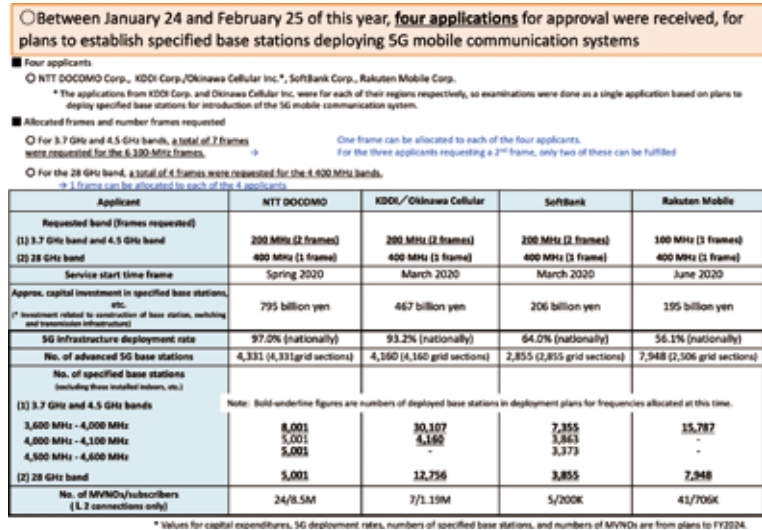 ○Between January 24 and February 25 of this year, four applications for approval were received, for
plans to establish specified base stations deploying 5G mobile communication systems
■ Four applicants
○ NTT DOCOMO Corp., KDDI Corp./Okinawa Cellular Inc.*, SoftBank Corp., Rakuten Mobile Corp.
* The applications from KDDI Corp. and Okinawa Cellular Inc. were for each of their regions respectively, so examinations were done as a single application based on plans to
deploy specified base stations for introduction of the 5G mobile communication system.
■ Allocated frames and number frames requested
○ For 3.7 GHz and 4.5 GHz bands, a total of 7 frames
were requested for the 6 100-MHz frames. →
One frame can be allocated to each of the four applicants.
For the three applicants requesting a 2nd frame, only two of these can be fulfilled
○ For the 28 GHz band, a total of 4 frames were requested for the 4 400 MHz bands.
→ 1 frame can be allocated to each of the 4 applicants
Applicant NTT DOCOMO KDDI／Okinawa Cellular SoftBank Rakuten Mobile
Requested band (frames requested)
(1) 3.7 GHz band and 4.5 GHz band 200 MHz (2 frames) 200 MHz (2 frames) 200 MHz (2 frames) 100 MHz (1 frames)
(2) 28 GHz band 400 MHz (1 frame) 400 MHz (1 frame) 400 MHz (1 frame) 400 MHz (1 frame)
Service start time frame Spring 2020 March 2020 March 2020 June 2020
Approx. capital investment in specified base stations,
etc. 795 billion yen 467 billion yen 206 billion yen 195 billion yen
(* Investment related to construction of base station, switching
and transmission infrastructure)
5G infrastructure deployment rate 97.0% (nationally) 93.2% (nationally) 64.0% (nationally) 56.1% (nationally)
No. of advanced 5G base stations 4,331 (4,331grid sections) 4,160 (4,160 grid sections) 2,855 (2,855 grid sections) 7,948 (2,506 grid sections)
No. of specified base stations
(excluding those installed indoors, etc.)
(1) 3.7 GHz and 4.5 GHz bands Note: Bold-underline figures are numbers of deployed base stations in deployment plans for frequencies allocated at this time.
3,600 MHz - 4,000 MHz 8,001 30,107 7,355 15,787
4,000 MHz - 4,100 MHz 5,001 4,160 3,863 -
4,500 MHz - 4,600 MHz 5,001 - 3,373 -
(2) 28 GHz band 5,001 12,756 3,855 7,948
No. of MVNOs/subscribers 24/8.5M 7/1.19M 5/200K 41/706K
(L 2 connections only)
* Values for capital expenditures, 5G deployment rates, numbers of specified base stations, and numbers of MVNOs are from plans to FY2024.